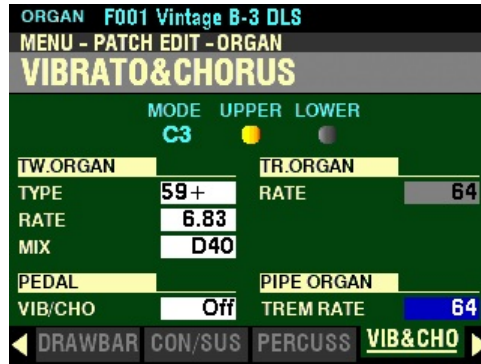 ORGAN F001 Vintage B-3 DLS
MENU - PATCH EDIT - ORGAN
VIBRATO&CHORUS
MODE UPPER LOWER
C3
TW.ORGAN TR.ORGAN
TYPE 59+ RATE 64
RATE 6.83
MIX D40
PEDAL PIPE ORGAN
VIB/CHO Off TREM RATE 64
DRAWBAR CON/SUS PERCUSS VIB&CHO